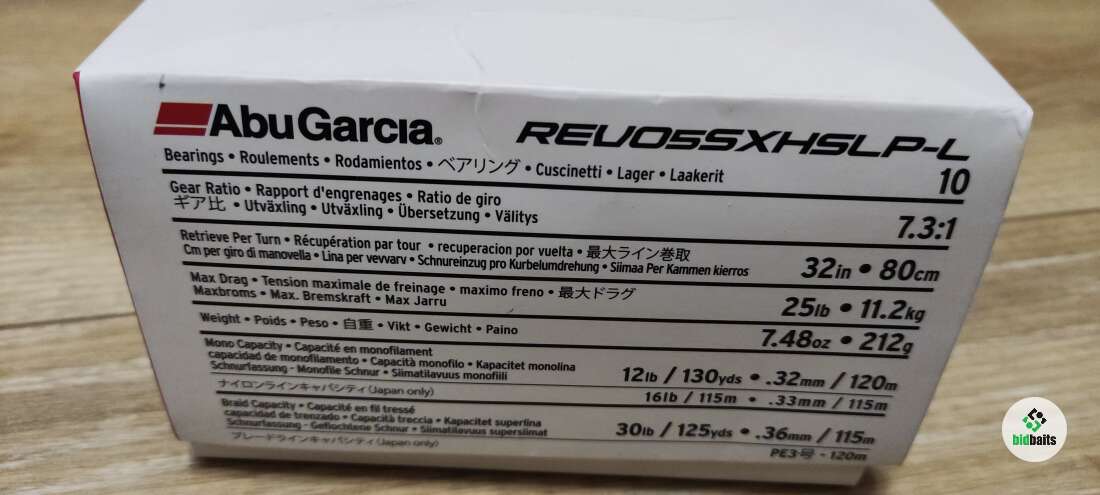 AbuGarcia® REVO5SXHSLP-L
Bearings • Roulements • Rodamientos • ベアリング • Cuscinetti • Lager • Laakerit 10
Gear Ratio • Rapport d'engrenages • Ratio de giro
ギア比 • Utväxling • Utväxling • Übersetzung • Välitys 7.3:1
Retrieve Per Turn • Récupération par tour • recuperacion por vuelta • 最大ライン巻取
Cm per giro di manovella • Lina per vevvarv • Schnureinzug pro Kurbelumdrehung • Siimaa Per Kammen kierros 32in • 80cm
Max Drag • Tension maximale de freinage • maximo freno • 最大ドラグ
Maxbroms • Max. Bremskraft • Max Jarru 25lb • 11.2kg
Weight • Poids • Peso • 自重 • Vikt • Gewicht • Paino 7.48oz • 212g
Mono Capacity • Capacité en monofilament
capacidad de monofilamento • Capacità monofilo • Kapacitet monolina
Schnurfassung - Monofile Schnur • Siimatilavuus monofiili 12lb / 130yds • .32mm / 120m
ナイロンラインキャパシティ(Japan only) 16lb / 115m • .33mm / 115m
Braid Capacity • Capacité en fil tressé
capacidad de trenzado • Capacità treccia • Kapacitet superlina
Schnurfassung - Geflochtene Schnur • Siimatilavuus supersiimat 30lb / 125yds • .36mm / 115m
ブレードラインキャパシティ(Japan only) PE3号 - 120m
bidbaits